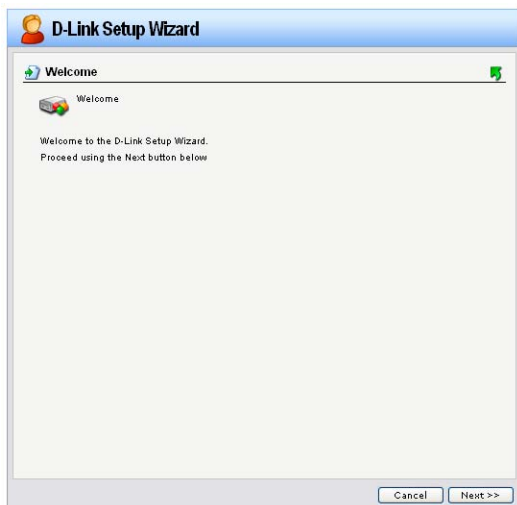 D-Link Setup Wizard
Welcome
Welcome
Welcome to the D-Link Setup Wizard.
Proceed using the Next button below
Cancel
Next >>